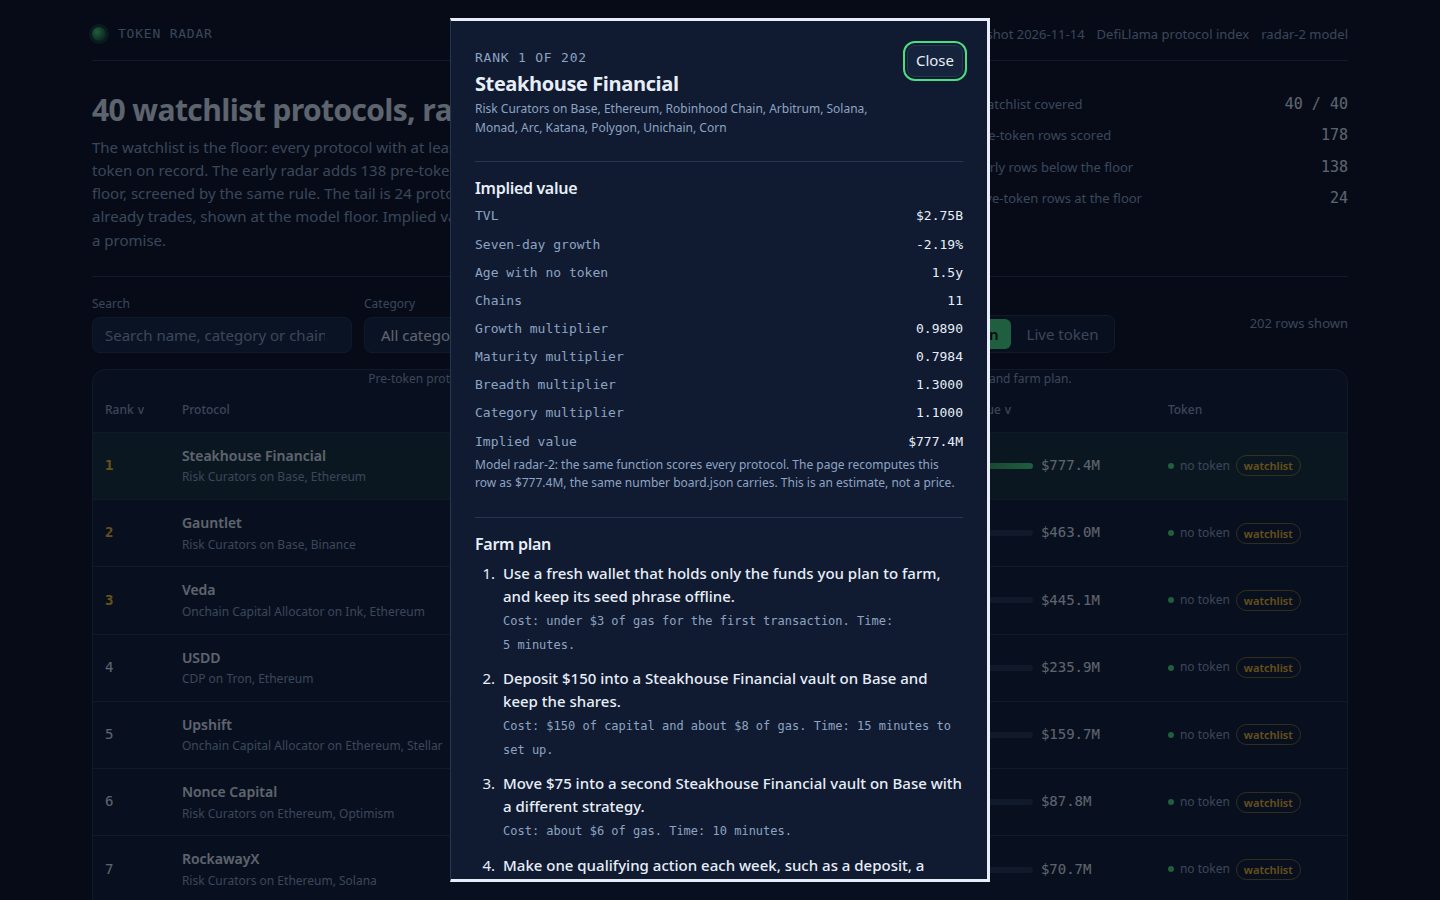 TOKEN RADAR
shot 2026-11-14 DefiLlama protocol index radar-2 model
40 watchlist protocols, ra
The watchlist is the floor: every protocol with at lea
token on record. The early radar adds 138 pre-toke
floor, screened by the same rule. The tail is 24 proto
already trades, shown at the model floor. Implied va
a promise.
atchlist covered 40 / 40
e-token rows scored 178
rly rows below the floor 138
e-token rows at the floor 24
Search
Category
Search name, category or chain
All catego
n
Live token
202 rows shown
Pre-token prot
and farm plan.
Rank v Protocol ue v Token
1 Steakhouse Financial $777.4M no token watchlist
Risk Curators on Base, Ethereum
2 Gauntlet $463.0M no token watchlist
Risk Curators on Base, Binance
3 Veda $445.1M no token watchlist
Onchain Capital Allocator on Ink, Ethereum
4 USDD $235.9M no token watchlist
CDP on Tron, Ethereum
5 Upshift $159.7M no token watchlist
Onchain Capital Allocator on Ethereum, Stellar
6 Nonce Capital $87.8M no token watchlist
Risk Curators on Ethereum, Optimism
7 RockawayX $70.7M no token watchlist
Risk Curators on Ethereum, Solana
RANK 1 OF 202
Close
Steakhouse Financial
Risk Curators on Base, Ethereum, Robinhood Chain, Arbitrum, Solana,
Monad, Arc, Katana, Polygon, Unichain, Corn
Implied value
TVL $2.75B
Seven-day growth -2.19%
Age with no token 1.5y
Chains 11
Growth multiplier 0.9890
Maturity multiplier 0.7984
Breadth multiplier 1.3000
Category multiplier 1.1000
Implied value $777.4M
Model radar-2: the same function scores every protocol. The page recomputes this
row as $777.4M, the same number board.json carries. This is an estimate, not a price.
Farm plan
1. Use a fresh wallet that holds only the funds you plan to farm,
and keep its seed phrase offline.
Cost: under $3 of gas for the first transaction. Time:
5 minutes.
2. Deposit $150 into a Steakhouse Financial vault on Base and
keep the shares.
Cost: $150 of capital and about $8 of gas. Time: 15 minutes to
set up.
3. Move $75 into a second Steakhouse Financial vault on Base with
a different strategy.
Cost: about $6 of gas. Time: 10 minutes.
4. Make one qualifying action each week, such as a deposit, a